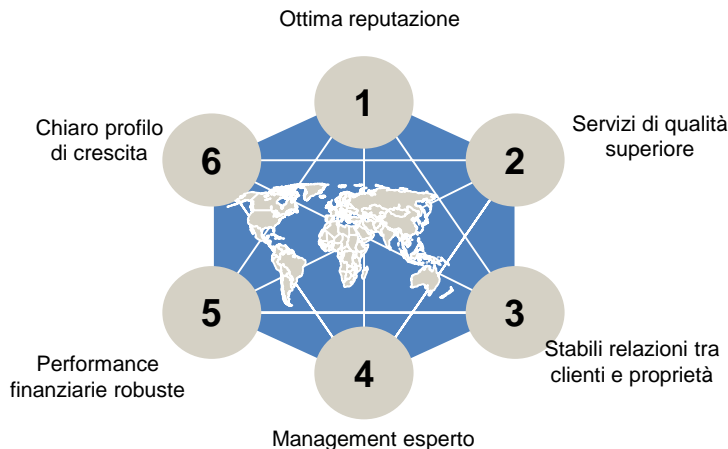 Ottima reputazione
1
Chiaro profilo
di crescita
6
2
Servizi di qualità
superiore
5
3
Performance
finanziarie robuste
4
Stabili relazioni tra
clienti e proprietà
Management esperto